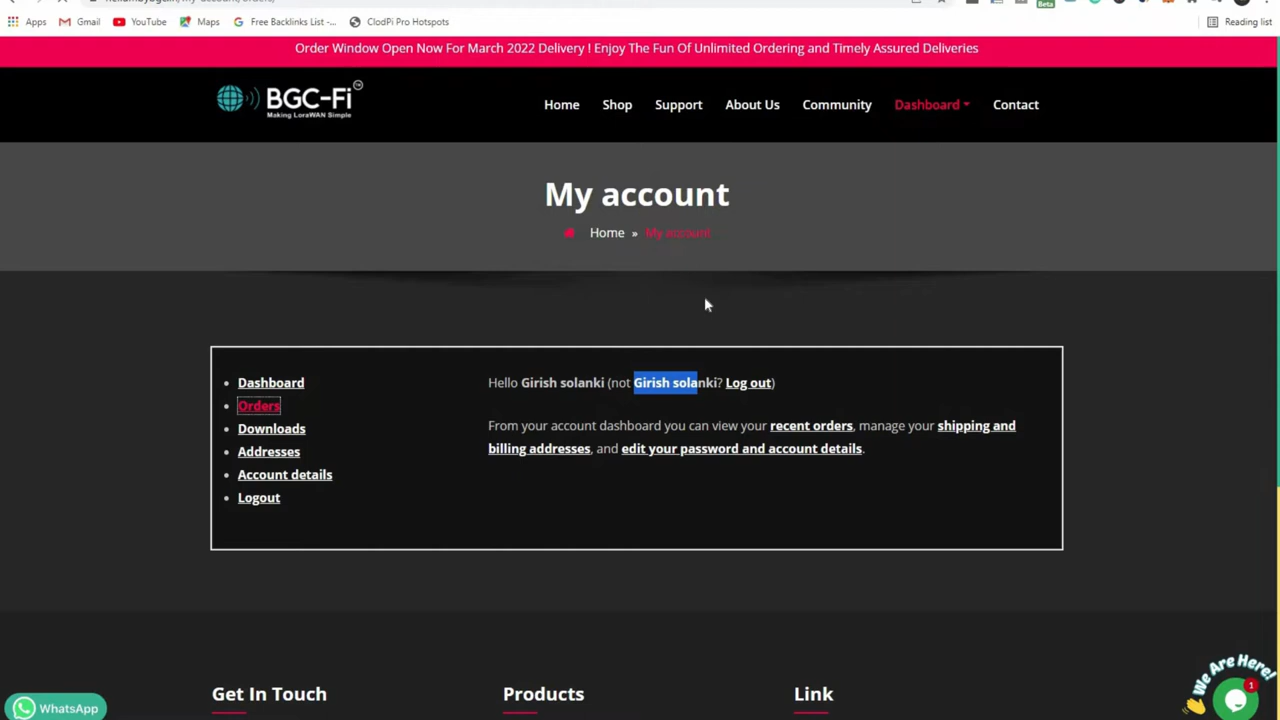 Apps Gmail YouTube Maps Free Backlinks List -... ClodPi Pro Hotspots Reading list
Beta
Order Window Open Now For March 2022 Delivery ! Enjoy The Fun Of Unlimited Ordering and Timely Assured Deliveries
BGC-Fi
Making LoraWAN Simple
Home Shop Support About Us Community Dashboard Contact
My account
Home » My account
Dashboard
Orders
Downloads
Addresses
Account details
Logout
Hello Girish solanki (not Girish solanki? Log out)
From your account dashboard you can view your recent orders, manage your shipping and
billing addresses, and edit your password and account details.
Get In Touch
Products
Link
WhatsApp
We Are Here!
1